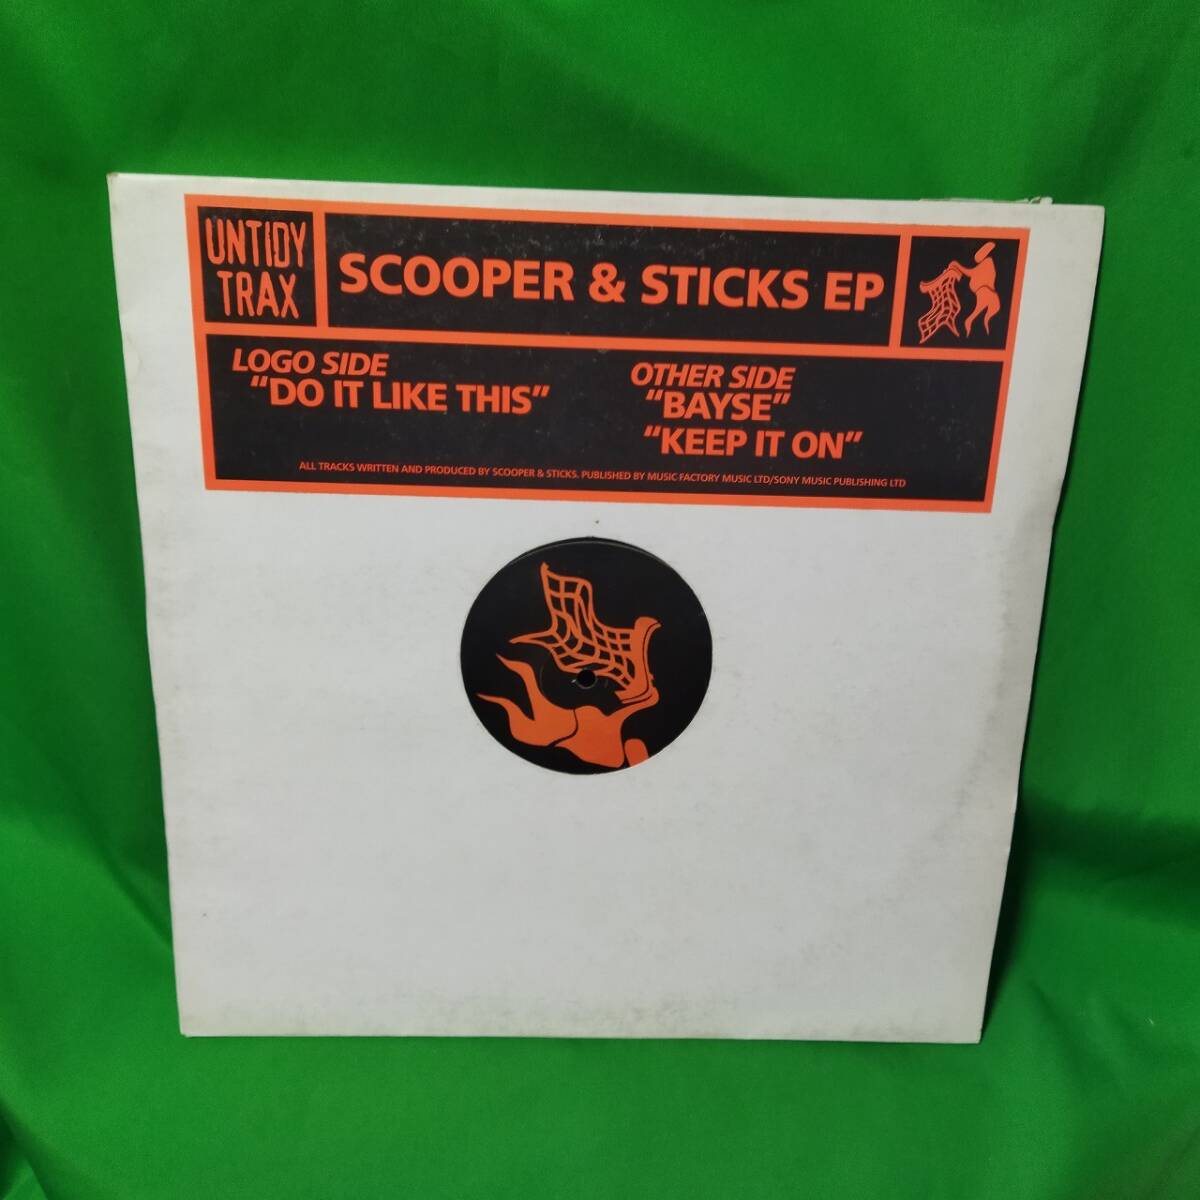 UNTIDY
TRAX
SCOOPER & STICKS EP
LOGO SIDE
"DO IT LIKE THIS"
OTHER SIDE
"BAYSE"
"KEEP IT ON"
ALL TRACKS WRITTEN AND PRODUCED BY SCOOPER & STICKS. PUBLISHED BY MUSIC FACTORY MUSIC LTD/SONY MUSIC PUBLISHING LTD